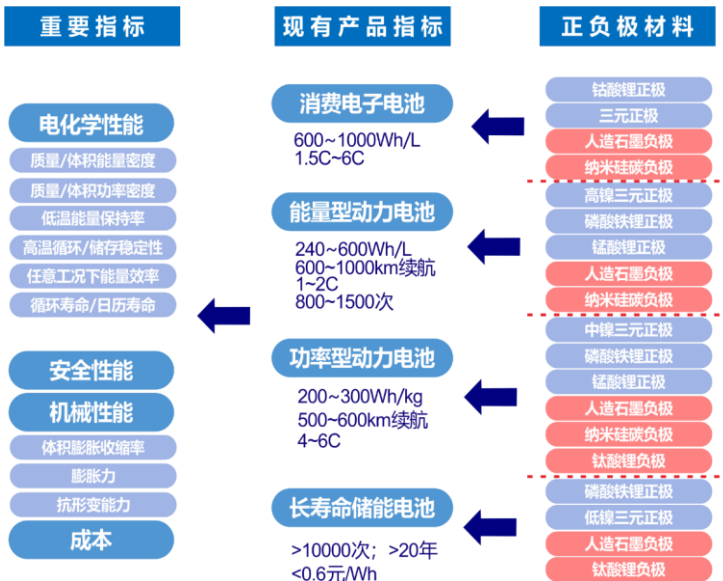 重要指标
电化学性能
质量/体积能量密度
质量/体积功率密度
低温能量保持率
高温循环/储存稳定性
任意工况下能量效率
循环寿命/日历寿命
安全性能
机械性能
体积膨胀收缩率
膨胀力
抗形变能力
成本
现有产品指标
消费电子电池
600~1000Wh/L
1.5C~6C
能量型动力电池
240~600Wh/L
600~1000km续航
1~2C
800~1500次
功率型动力电池
200~300Wh/kg
500~600km续航
4~6C
长寿命储能电池
>10000次；>20年
<0.6元/Wh
正负极材料
钴酸锂正极
三元正极
人造石墨负极
纳米硅碳负极
高镍三元正极
磷酸铁锂正极
锰酸锂正极
人造石墨负极
纳米硅碳负极
中镍三元正极
磷酸铁锂正极
锰酸锂正极
人造石墨负极
纳米硅碳负极
钛酸锂负极
磷酸铁锂正极
低镍三元正极
人造石墨负极
钛酸锂负极